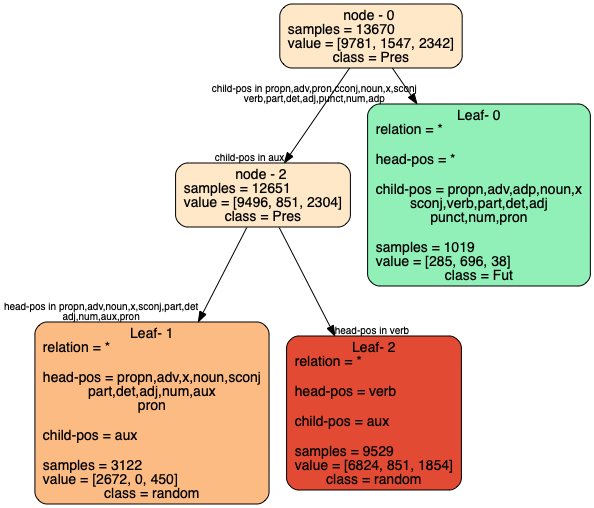 node - 0
samples = 13670
value = [9781, 1547, 2342]
class = Pres
child-pos in propn,adv,pron,cconj,noun,x,sconj
verb,part,det,adj,punct,num,adp
Leaf- 0
relation = *
head-pos = *
child-pos = propn,adv,adp,noun,x
sconj,verb,part,det,adj
punct,num,pron
samples = 1019
value = [285, 696, 38]
class = Fut
child-pos in aux
node - 2
samples = 12651
value = [9496, 851, 2304]
class = Pres
head-pos in propn,adv,noun,x,sconj,part,det
adj,num,aux,pron
Leaf- 1
relation = *
head-pos = propn,adv,x,noun,sconj
part,det,adj,num,aux
pron
child-pos = aux
samples = 3122
value = [2672, 0, 450]
class = random
head-pos in verb
Leaf- 2
relation = *
head-pos = verb
child-pos = aux
samples = 9529
value = [6824, 851, 1854]
class = random